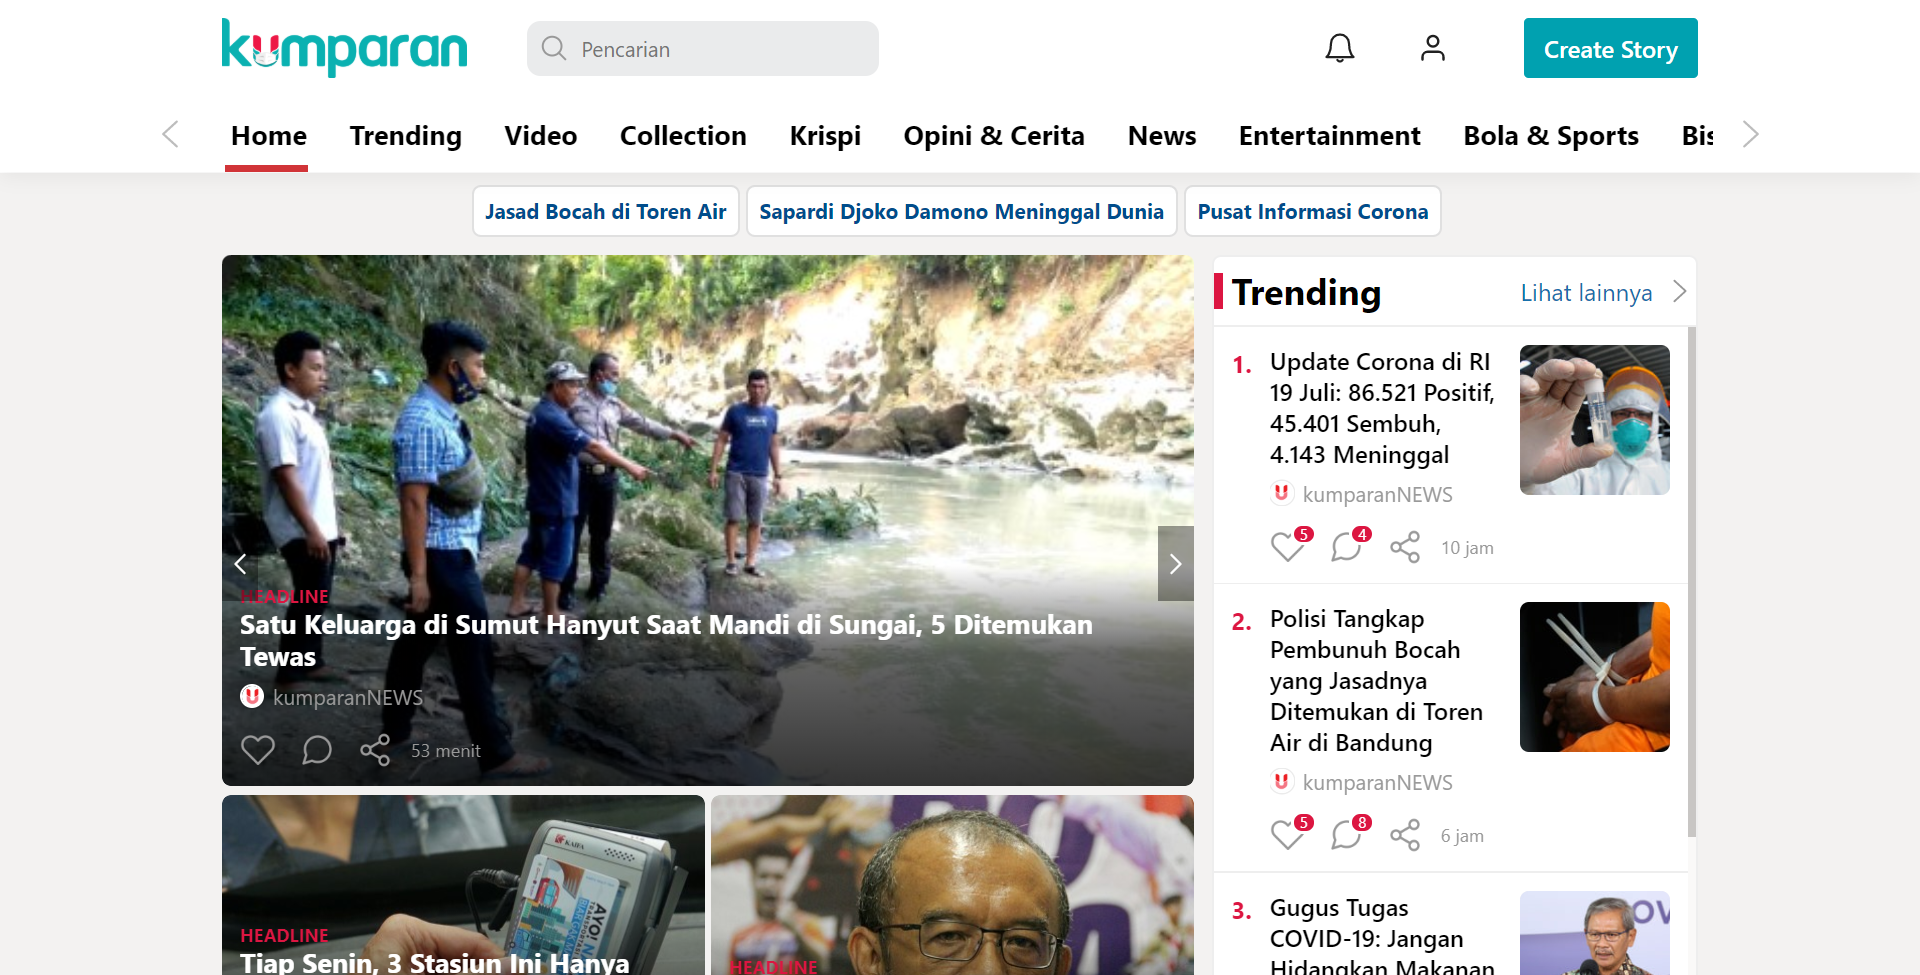 kumparan
Pencarian
Create Story
Home
Trending
Video
Collection
Krispi
Opini & Cerita
News
Entertainment
Bola & Sports
Bis
Jasad Bocah di Toren Air
Sapardi Djoko Damono Meninggal Dunia
Pusat Informasi Corona
HEADLINE
Satu Keluarga di Sumut Hanyut Saat Mandi di Sungai, 5 Ditemukan
Tewas
kumparanNEWS
53 menit
KAIFA
AYO!
HEADLINE
Tiap Senin, 3 Stasiun Ini Hanya
HEADLINE
Trending
Lihat lainnya
1.
Update Corona di RI
19 Juli: 86.521 Positif,
45.401 Sembuh,
4.143 Meninggal
kumparanNEWS
5
4
10 jam
2.
Polisi Tangkap
Pembunuh Bocah
yang Jasadnya
Ditemukan di Toren
Air di Bandung
kumparanNEWS
5
8
6 jam
3.
Gugus Tugas
COVID-19: Jangan
Hidangkan Makanan